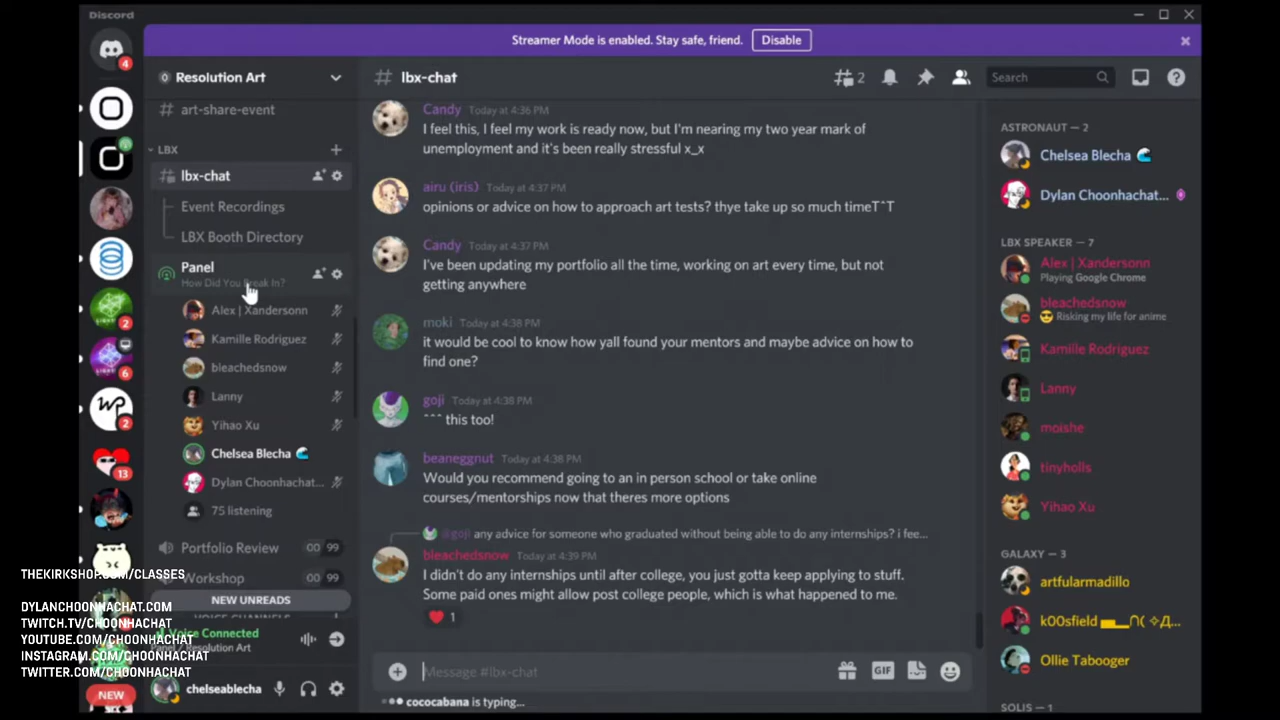 Discord
Streamer Mode is enabled. Stay safe, friend.
Disable
4
2
6
2
13
NEW
Resolution Art
# art-share-event
LBX
lbx-chat
Event Recordings
LBX Booth Directory
Panel
How Did You Break In?
Alex | Xandersonn
Kamille Rodriguez
bleachedsnow
Lanny
Yihao Xu
Chelsea Blecha
Dylan Choonhachat...
75 listening
Portfolio Review 00 99
Workshop 00 99
NEW UNREADS
VOICE CHANNELS
Voice Connected
Panel / Resolution Art
chelseablecha
THEKIRKSHOP.COM/CLASSES
DYLANCHOONHACHAT.COM
TWITCH.TV/CHOONHACHAT
YOUTUBE.COM/CHOONHACHAT
INSTAGRAM.COM/CHOONHACHAT
TWITTER.COM/CHOONHACHAT
# lbx-chat
2
Search
Candy Today at 4:36 PM
I feel this, I feel my work is ready now, but I'm nearing my two year mark of
unemployment and it's been really stressful x_x
airu (iris) Today at 4:37 PM
opinions or advice on how to approach art tests? thye take up so much timeT^T
Candy Today at 4:37 PM
I've been updating my portfolio all the time, working on art every time, but not
getting anywhere
moki Today at 4:38 PM
it would be cool to know how yall found your mentors and maybe advice on how to
find one?
goji Today at 4:38 PM
^^^ this too!
beaneggnut Today at 4:38 PM
Would you recommend going to an in person school or take online
courses/mentorships now that theres more options
@goji any advice for someone who graduated without being able to do any internships? i fee...
bleachedsnow Today at 4:39 PM
I didn't do any internships until after college, you just gotta keep applying to stuff.
Some paid ones might allow post college people, which is what happened to me.
1
Message #lbx-chat
GIF
cococabana is typing...
ASTRONAUT — 2
Chelsea Blecha
Dylan Choonhachat...
LBX SPEAKER — 7
Alex | Xandersonn
Playing Google Chrome
bleachedsnow
Risking my life for anime
Kamille Rodriguez
Lanny
moishe
tinyholls
Yihao Xu
GALAXY — 3
artfularmadillo
Ollie Tabooger
SOLIS — 1